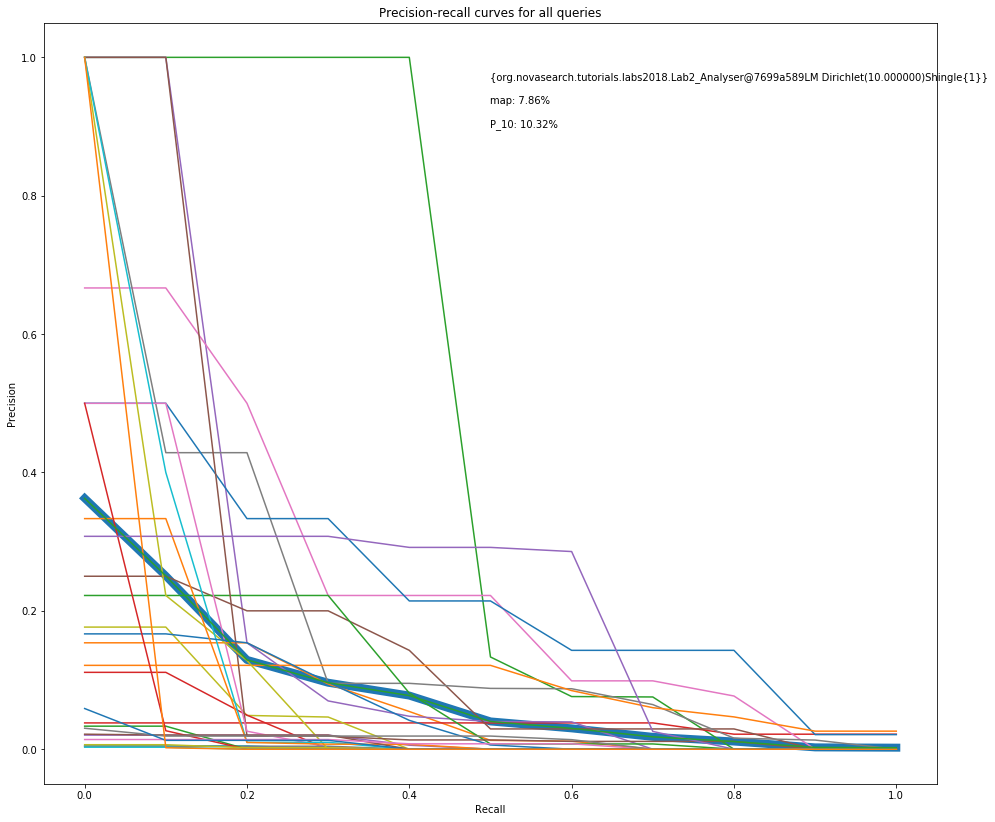 Precision-recall curves for all queries
{org.novasearch.tutorials.labs2018.Lab2_Analyser@7699a589LM Dirichlet(10.000000)Shingle{1}}
map: 7.86%
P_10: 10.32%
1.0
0.8
0.6
0.4
0.2
0.0
Precision
0.0 0.2 0.4 0.6 0.8 1.0
Recall